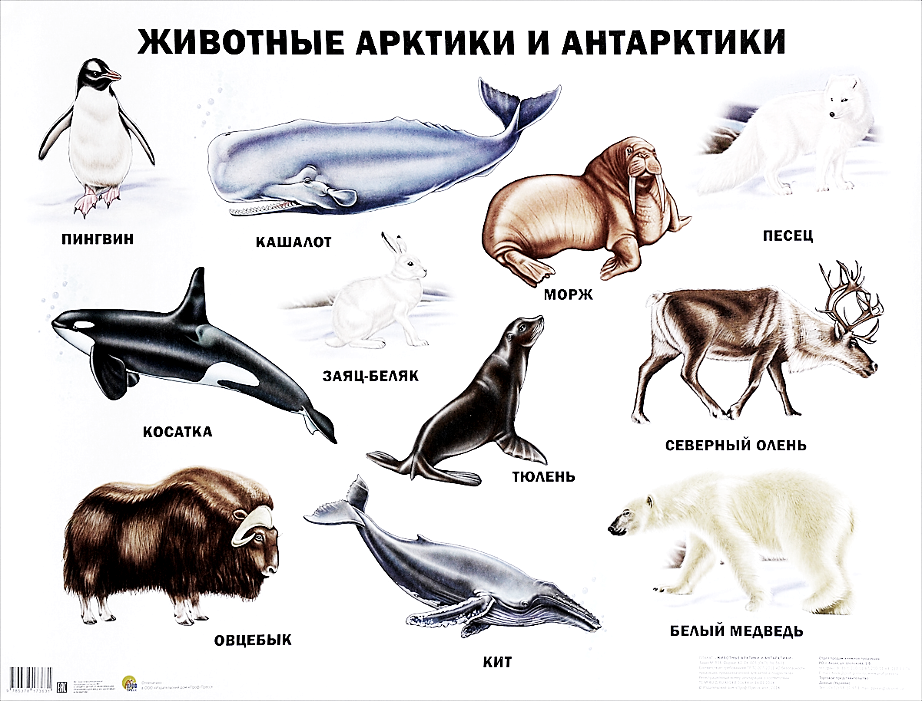 ЖИВОТНЫЕ АРКТИКИ И АНТАРКТИКИ
ПИНГВИН
КАШАЛОТ
МОРЖ
ПЕСЕЦ
ЗАЯЦ-БЕЛЯК
КОСАТКА
ТЮЛЕНЬ
СЕВЕРНЫЙ ОЛЕНЬ
ОВЦЕБЫК
КИТ
БЕЛЫЙ МЕДВЕДЬ